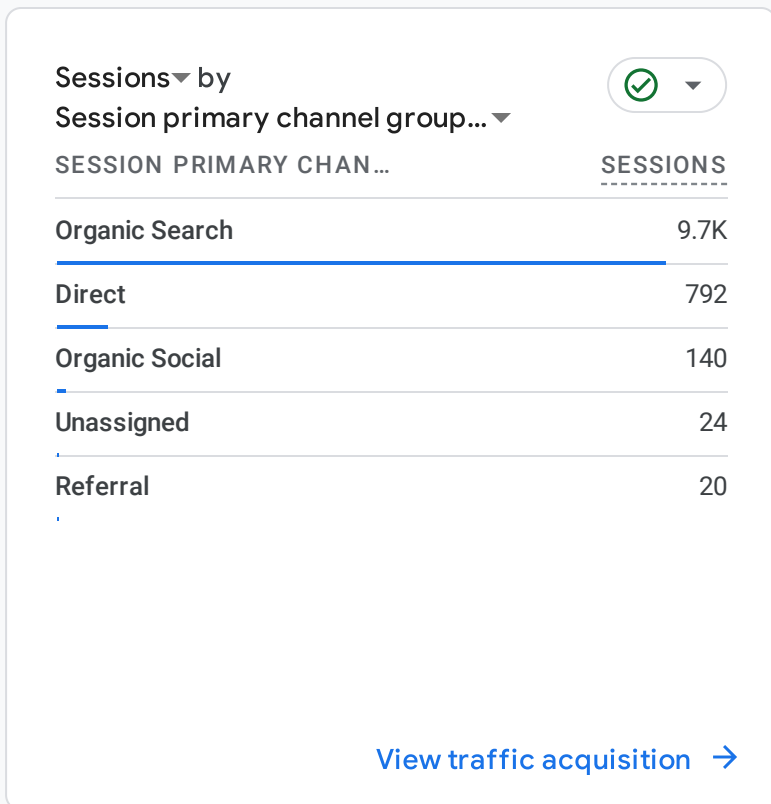 Sessions by
Session primary channel group...
SESSION PRIMARY CHAN...
SESSIONS
Organic Search 9.7K
Direct 792
Organic Social 140
Unassigned 24
Referral 20
View traffic acquisition